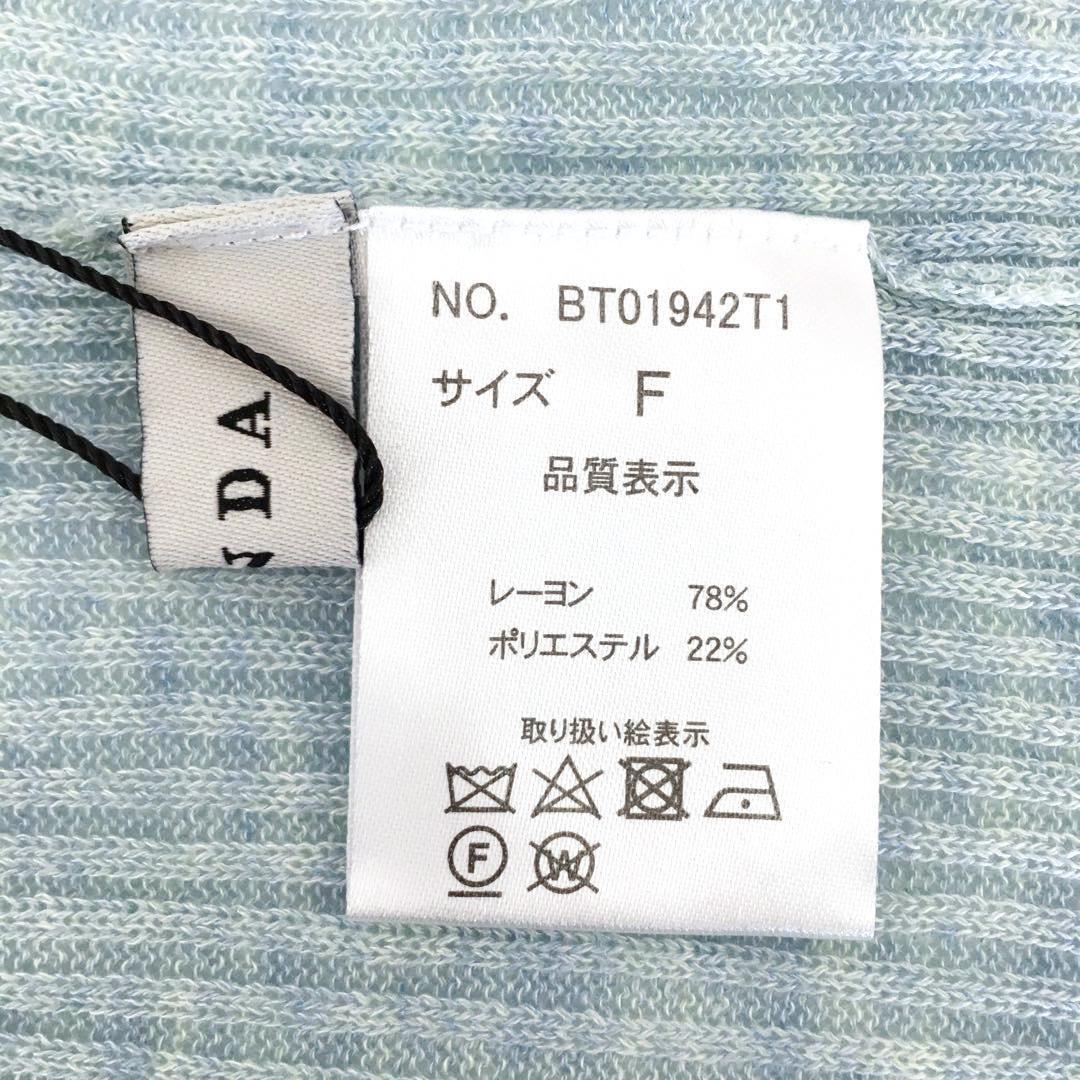 NO. BT01942T1
サイズ F
品質表示
レーヨン 78%
ポリエステル 22%
取り扱い絵表示
F W
NDA